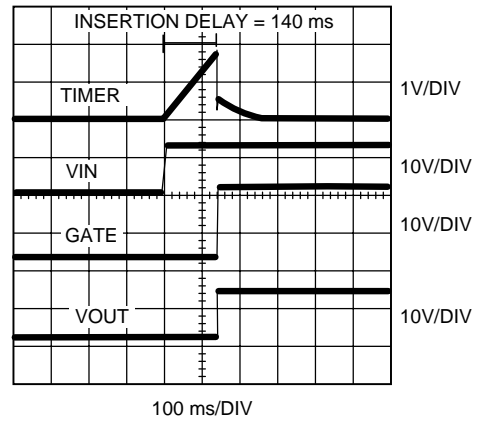 INSERTION DELAY = 140 ms
TIMER
1V/DIV
VIN
10V/DIV
GATE
10V/DIV
VOUT
10V/DIV
100 ms/DIV